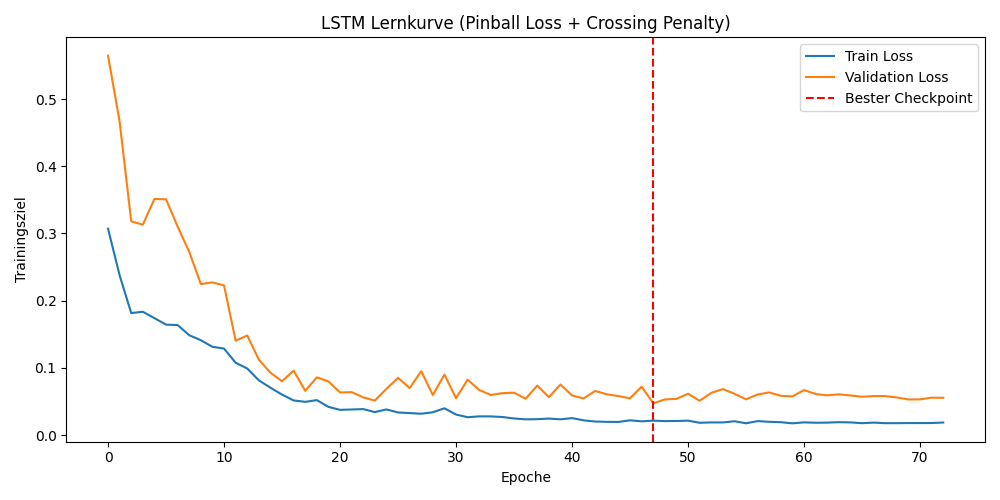 LSTM Lernkurve (Pinball Loss + Crossing Penalty)
Train Loss
Validation Loss
Bester Checkpoint
Trainingsziel
0.5
0.4
0.3
0.2
0.1
0.0
0 10 20 30 40 50 60 70
Epoche